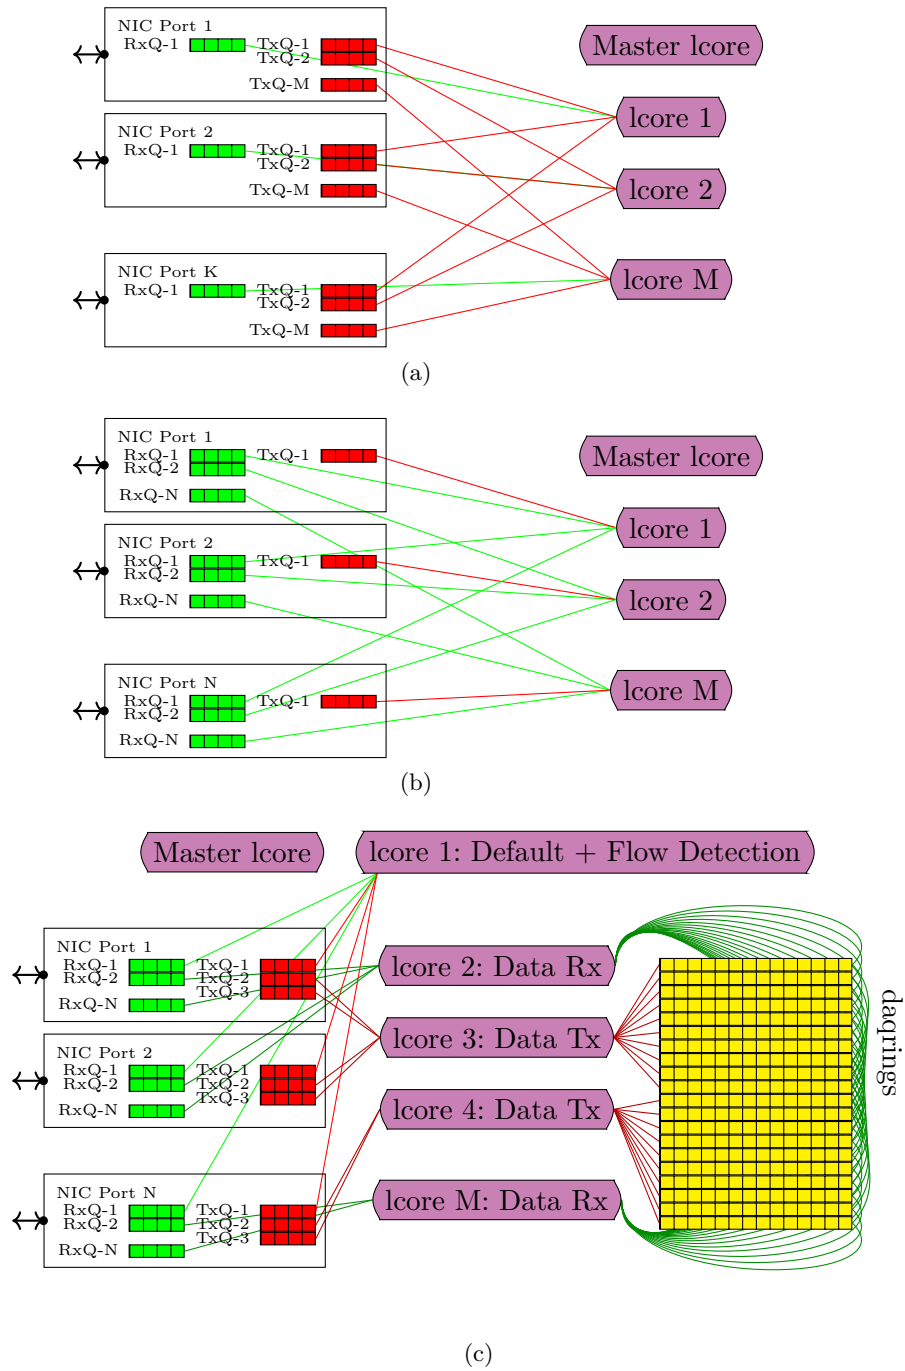 NIC Port 1
RxQ-1 TxQ-1
TxQ-2
TxQ-M
Master lcore
lcore 1
NIC Port 2
RxQ-1 TxQ-1
TxQ-2
TxQ-M
lcore 2
NIC Port K
RxQ-1 TxQ-1
TxQ-2
TxQ-M
lcore M
(a)
NIC Port 1
RxQ-1 TxQ-1
RxQ-2
RxQ-N
Master lcore
lcore 1
NIC Port 2
RxQ-1 TxQ-1
RxQ-2
RxQ-N
lcore 2
NIC Port N
RxQ-1 TxQ-1
RxQ-2
RxQ-N
lcore M
(b)
Master lcore
lcore 1: Default + Flow Detection
NIC Port 1
RxQ-1 TxQ-1
RxQ-2 TxQ-2
TxQ-3
RxQ-N
lcore 2: Data Rx
lcore 3: Data Tx
NIC Port 2
RxQ-1 TxQ-1
RxQ-2 TxQ-2
TxQ-3
RxQ-N
lcore 4: Data Tx
NIC Port N
RxQ-1 TxQ-1
RxQ-2 TxQ-2
TxQ-3
RxQ-N
lcore M: Data Rx
daqrings
(c)